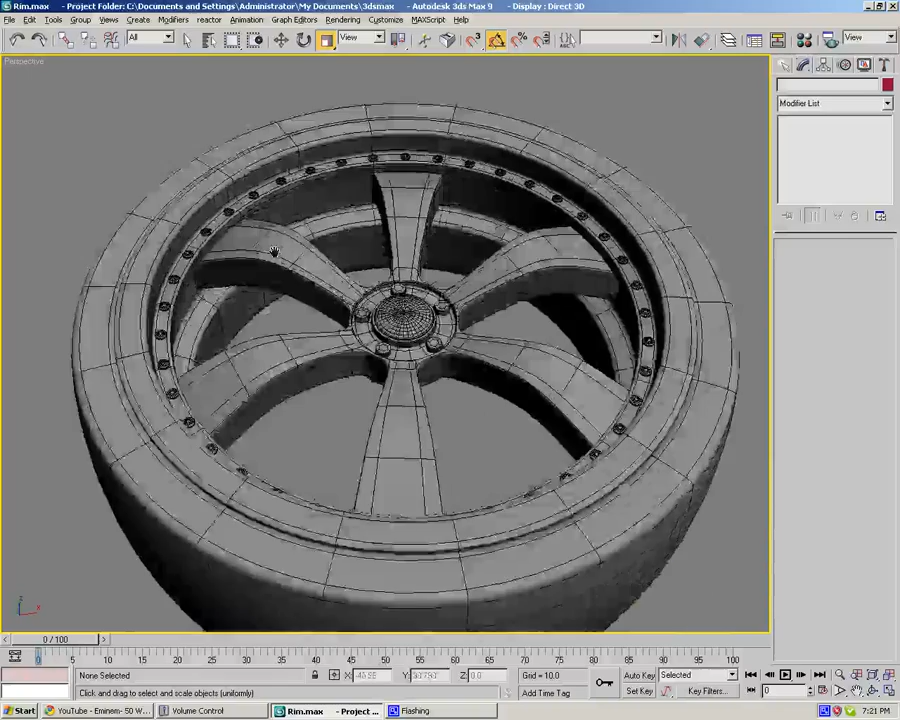 Rim.max - Project Folder: C:\Documents and Settings\Administrator\My Documents\3dsmax - Autodesk 3ds Max 9 - Display : Direct 3D
File Edit Tools Group Views Create Modifiers reactor Animation Graph Editors Rendering Customize MAXScript Help
All View View
Perspective
Modifier List
0 / 100
0 5 10 15 20 25 30 35 40 45 50 55 60 65 70 75 80 85 90 95 100
None Selected X: Y: Z: 0.0 Grid = 10.0 Auto Key Selected
Click and drag to select and scale objects (uniformly) Add Time Tag Set Key Key Filters... 0
Start YouTube - Eminem- 50 W... Volume Control Rim.max - Project ... Flashing 7:21 PM